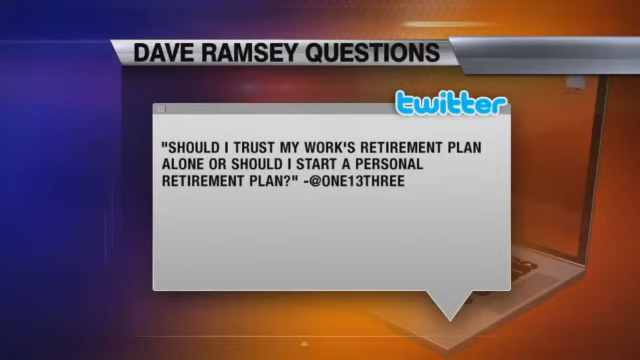 DAVE RAMSEY QUESTIONS
twitter
"SHOULD I TRUST MY WORK'S RETIREMENT PLAN
ALONE OR SHOULD I START A PERSONAL
RETIREMENT PLAN?" -@ONE13THREE